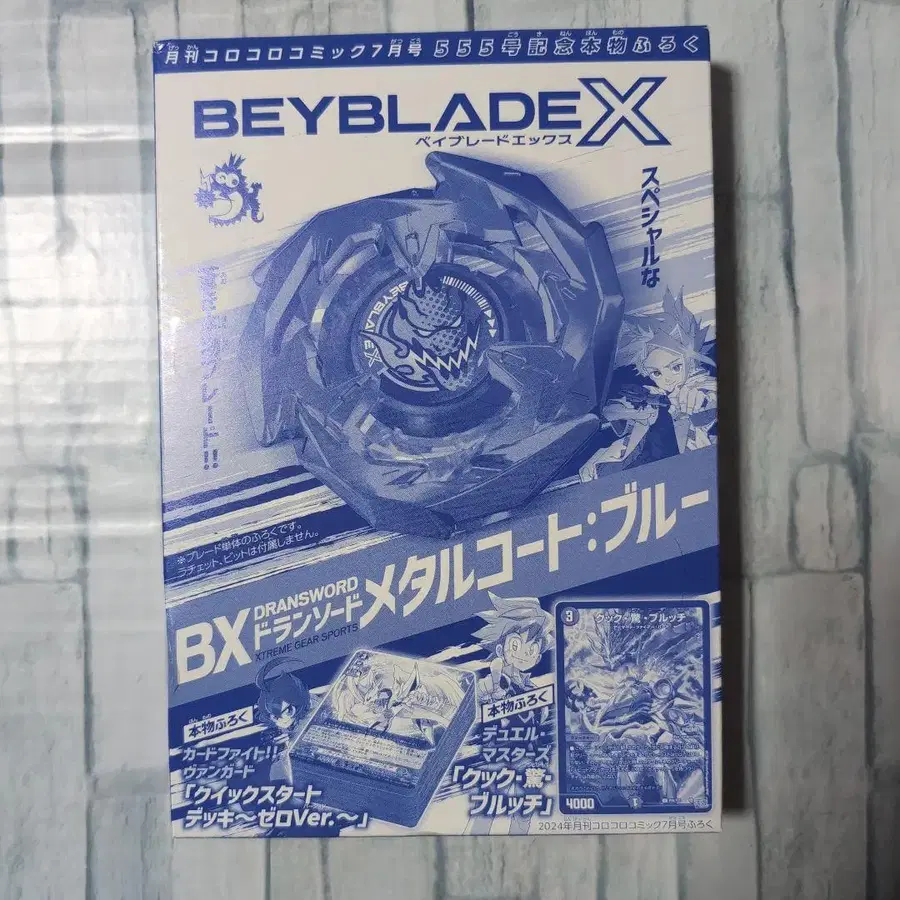 月刊コロコロコミック7月号 555号記念本物ふろく
BEYBLADE X
ベイブレードエックス
スペシャルな
BEYBLADE X
※ブレード単体のふろくです。
ラチェット、ビットは付属しません。
BX
DRANSWORD
ドランソード
XTREME GEAR SPORTS
メタルコート:ブルー
本物ふろく
カードファイト!!
ヴァンガード
「クイックスタート
デッキ〜ゼロVer.〜」
本物ふろく
デュエル・
マスターズ
「クック・驚・
ブルッチ」
3
クック・驚・ブルッチ
4000
2024年月刊コロコロコミック7月号ふろく